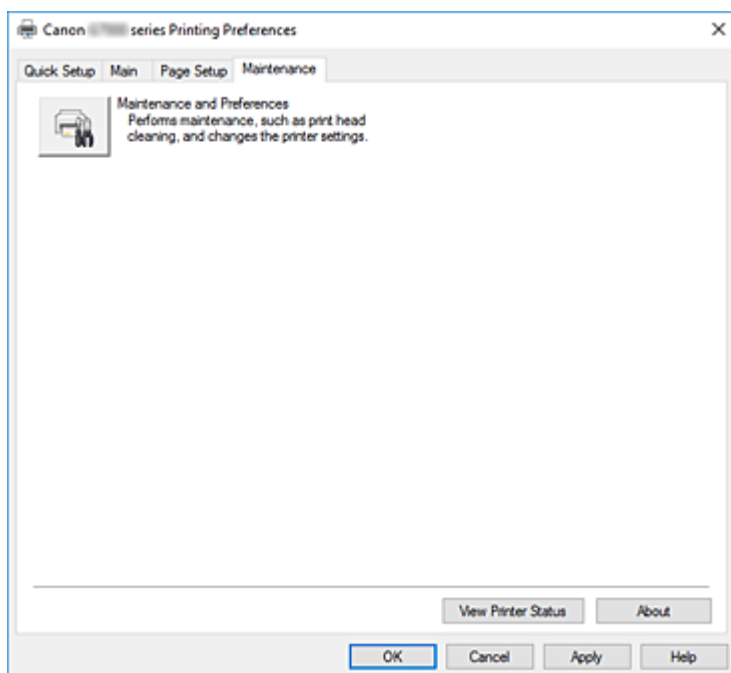 Canon series Printing Preferences
Quick Setup Main Page Setup Maintenance
Maintenance and Preferences
Performs maintenance, such as print head
cleaning, and changes the printer settings.
View Printer Status About
OK Cancel Apply Help